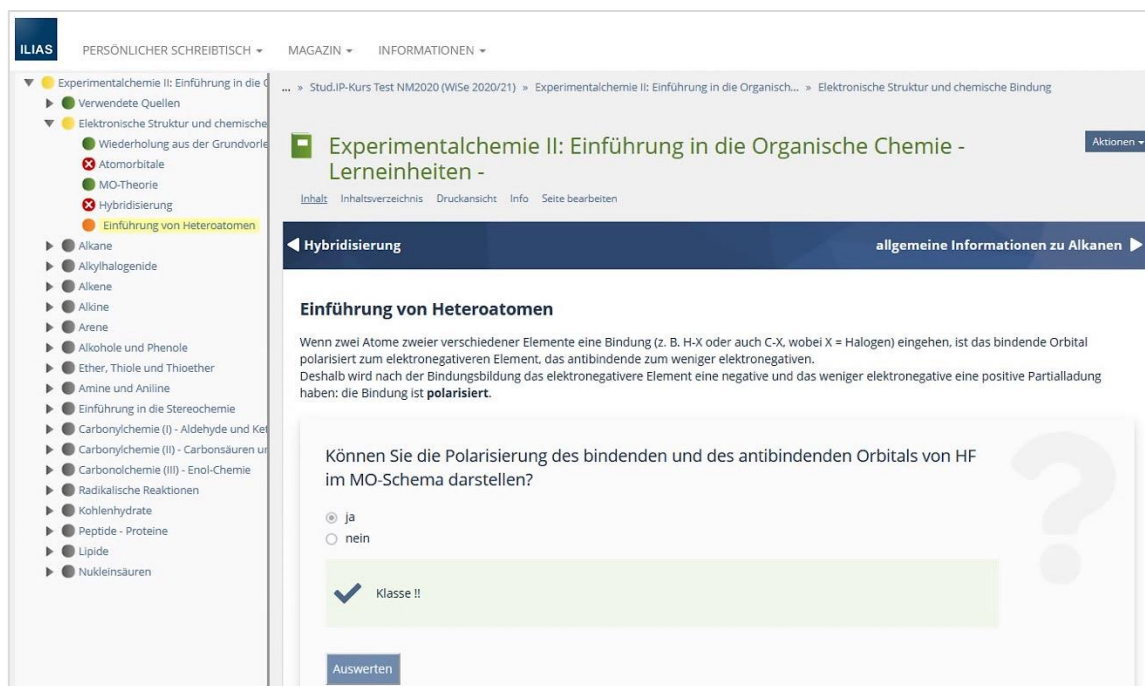 ILIAS
PERSÖNLICHER SCHREIBTISCH
MAGAZIN
INFORMATIONEN
Experimentalchemie II: Einführung in die
Verwendete Quellen
Elektronische Struktur und chemische
Wiederholung aus der Grundvorle
Atomorbitale
MO-Theorie
Hybridisierung
Einführung von Heteroatomen
Alkane
Alkylhalogenide
Alkene
Alkine
Arene
Alkohole und Phenole
Ether, Thiole und Thioether
Amine und Aniline
Einführung in die Stereochemie
Carbonylchemie (I) - Aldehyde und Ket
Carbonylchemie (II) - Carbonsäuren ur
Carbonolchemie (III) - Enol-Chemie
Radikalische Reaktionen
Kohlenhydrate
Peptide - Proteine
Lipide
Nukleinsäuren
... » Stud.IP-Kurs Test NM2020 (WiSe 2020/21) » Experimentalchemie II: Einführung in die Organisch... » Elektronische Struktur und chemische Bindung
Experimentalchemie II: Einführung in die Organische Chemie -
Lerneinheiten -
Aktionen
Inhalt Inhaltsverzeichnis Druckansicht Info Seite bearbeiten
Hybridisierung
allgemeine Informationen zu Alkanen
Einführung von Heteroatomen
Wenn zwei Atome zweier verschiedener Elemente eine Bindung (z. B. H-X oder auch C-X, wobei X = Halogen) eingehen, ist das bindende Orbital
polarisiert zum elektronegativeren Element, das antibindende zum weniger elektronegativen.
Deshalb wird nach der Bindungsbildung das elektronegativere Element eine negative und das weniger elektronegative eine positive Partialladung
haben: die Bindung ist polarisiert.
Können Sie die Polarisierung des bindenden und des antibindenden Orbitals von HF
im MO-Schema darstellen?
ja
nein
Klasse !!
Auswerten
?